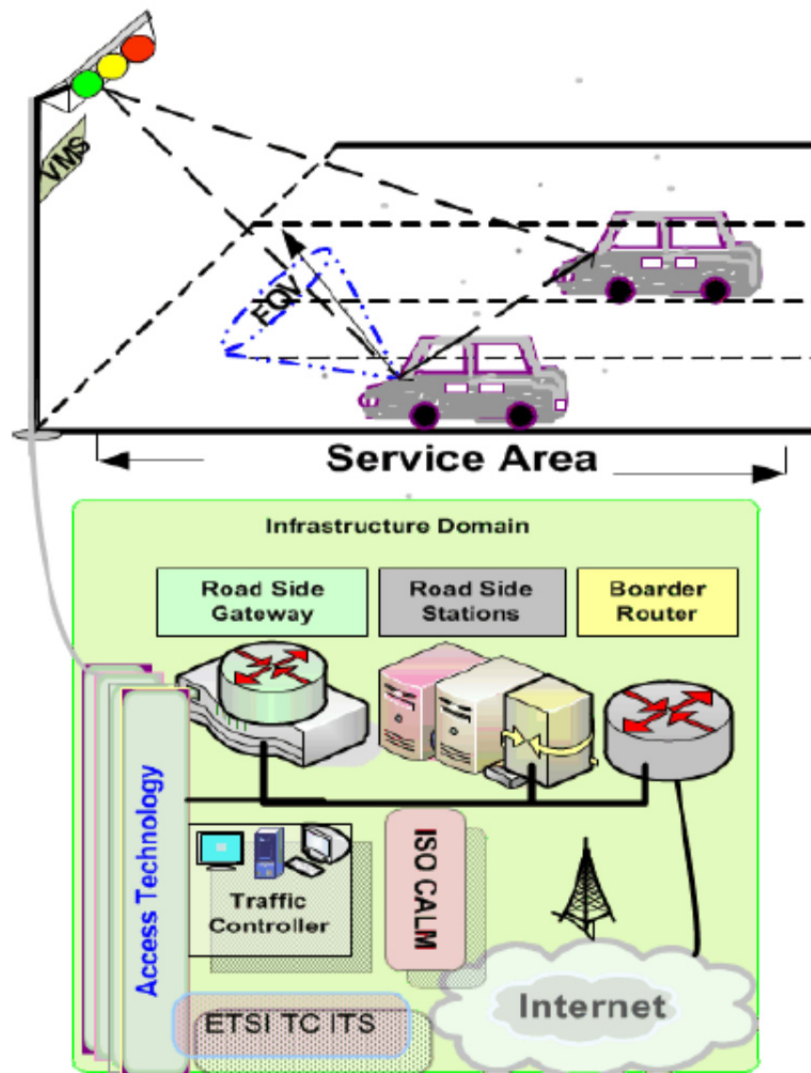 VMS
FOV
Service Area
Infrastructure Domain
Road Side
Gateway
Road Side
Stations
Boarder
Router
Access Technology
Traffic
Controller
ISO CALM
ETSI TC ITS
Internet